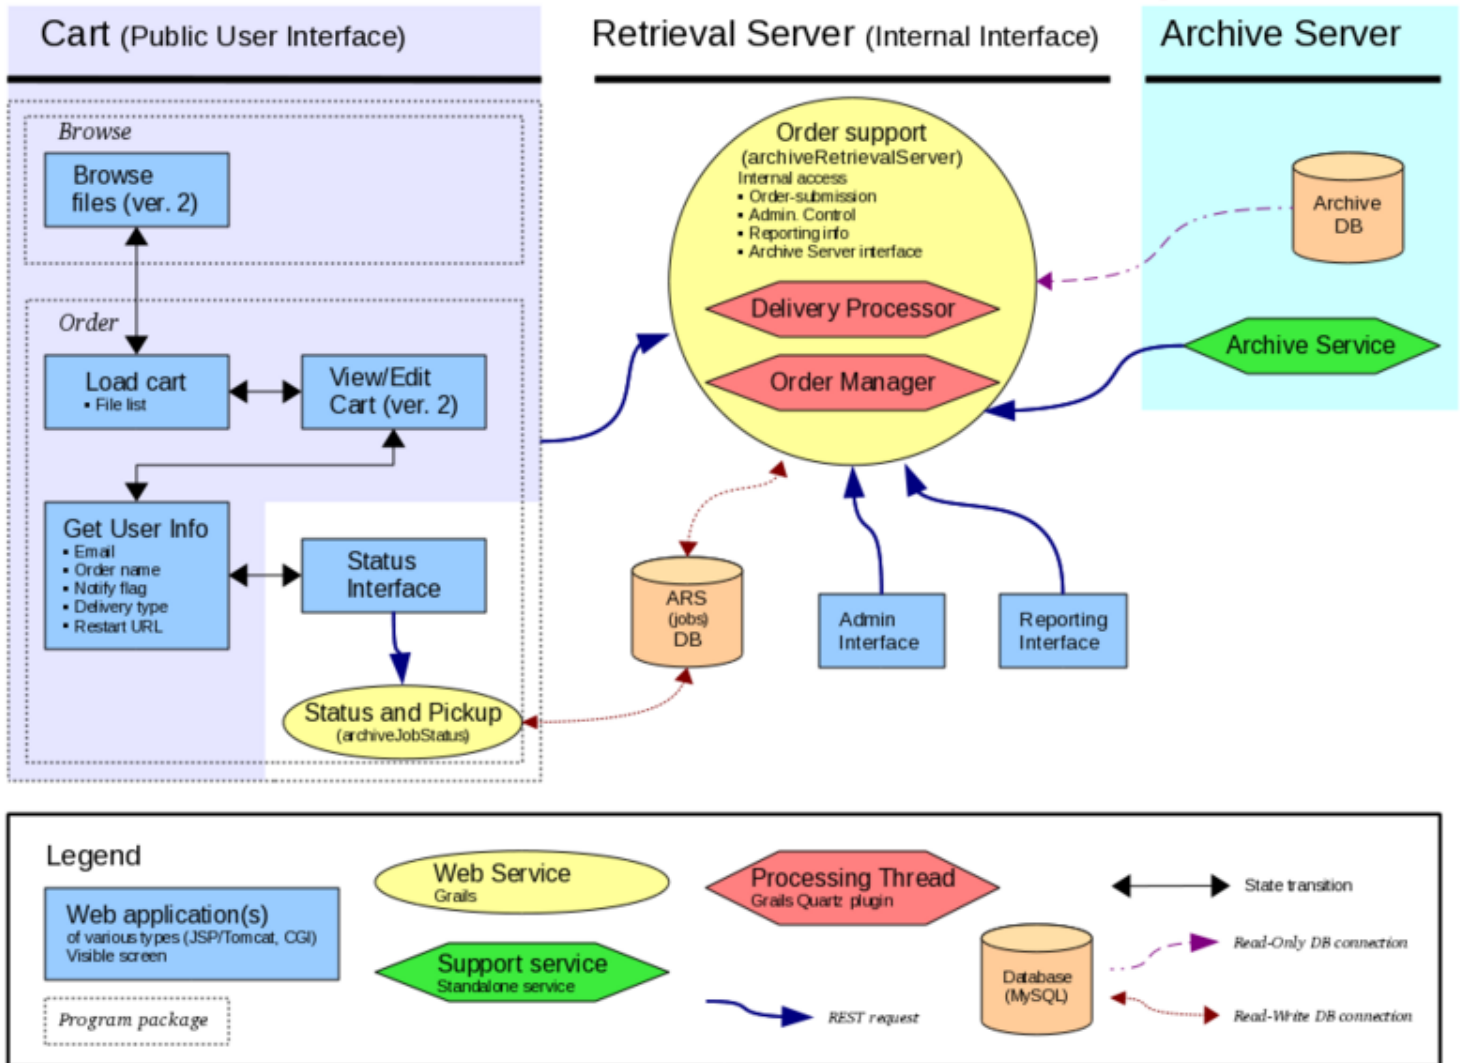 Cart (Public User Interface)
Retrieval Server (Internal Interface)
Archive Server
Browse
Browse
files (ver. 2)
Order
Load cart
▪ File list
View/Edit
Cart (ver. 2)
Get User Info
▪ Email
▪ Order name
▪ Notify flag
▪ Delivery type
▪ Restart URL
Status
Interface
Status and Pickup
(archiveJobStatus)
Order support
(archiveRetrievalServer)
Internal access
▪ Order-submission
▪ Admin. Control
▪ Reporting info
▪ Archive Server interface
Delivery Processor
Order Manager
ARS
(jobs)
DB
Admin
Interface
Reporting
Interface
Archive
DB
Archive Service
Legend
Web application(s)
of various types (JSP/Tomcat, CGI)
Visible screen
Program package
Web Service
Grails
Support service
Standalone service
Processing Thread
Grails Quartz plugin
REST request
Database
(MySQL)
State transition
Read-Only DB connection
Read-Write DB connection